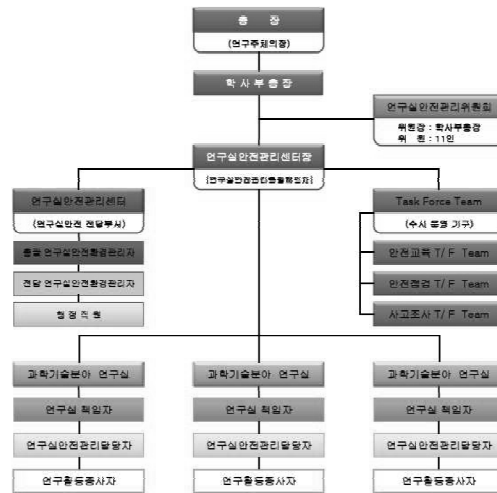 총 장
(연구주체의장)
학사부총장
연구실안전관리위원회
위원장 : 학사부총장
위 원 : 11인
연구실안전관리센터장
(연구실안전관리총괄책임자)
연구실안전관리센터
(연구실안전 전담부서)
총괄 연구실안전환경관리자
전담 연구실안전환경관리자
행정직원
Task Force Team
(수시 운영 기구)
안전교육 T/F Team
안전점검 T/F Team
사고조사 T/F Team
과학기술분야 연구실
과학기술분야 연구실
과학기술분야 연구실
연구실 책임자
연구실 책임자
연구실 책임자
연구실안전관리담당자
연구실안전관리담당자
연구실안전관리담당자
연구활동종사자
연구활동종사자
연구활동종사자